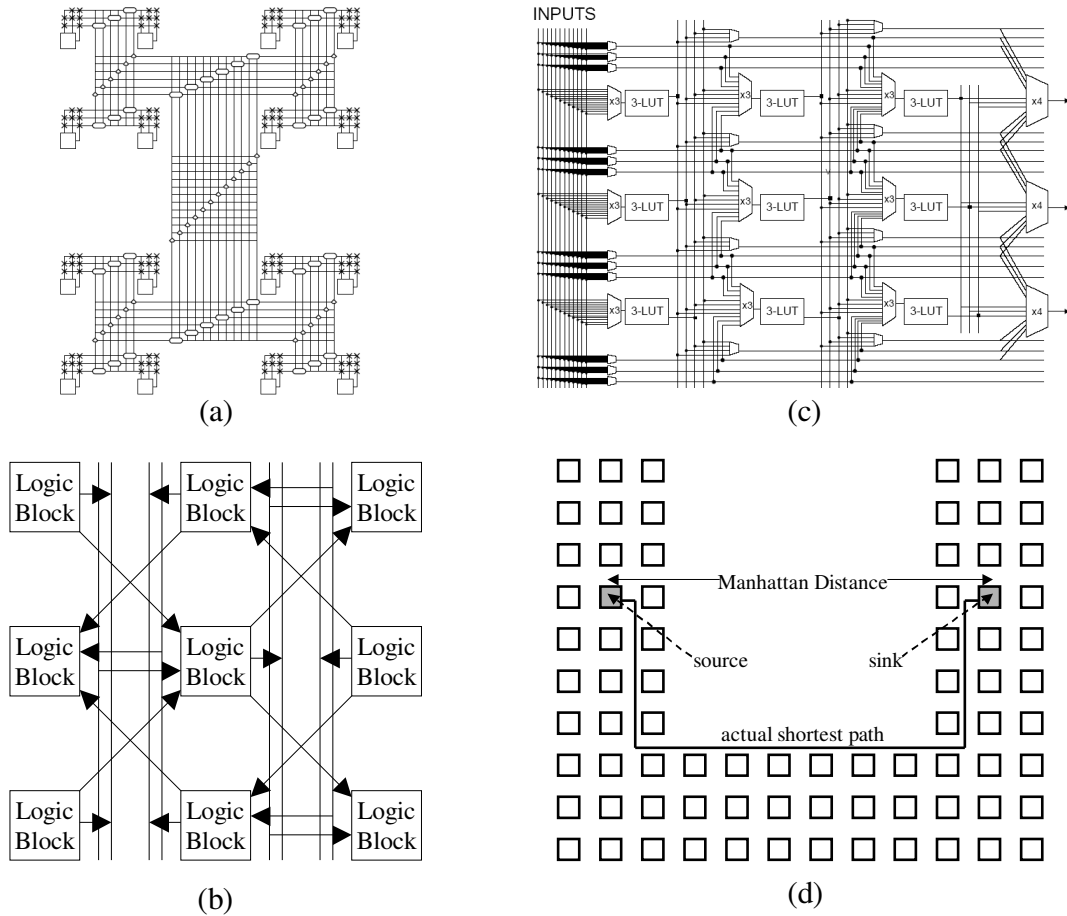 (a)
INPUTS
x3
3-LUT
x3
3-LUT
x3
3-LUT
x4
x3
3-LUT
x3
3-LUT
x3
3-LUT
x4
x3
3-LUT
x3
3-LUT
x3
3-LUT
x4
(c)
Logic
Block
Logic
Block
Logic
Block
Logic
Block
Logic
Block
Logic
Block
Logic
Block
Logic
Block
Logic
Block
(b)
Manhattan Distance
source
sink
actual shortest path
(d)